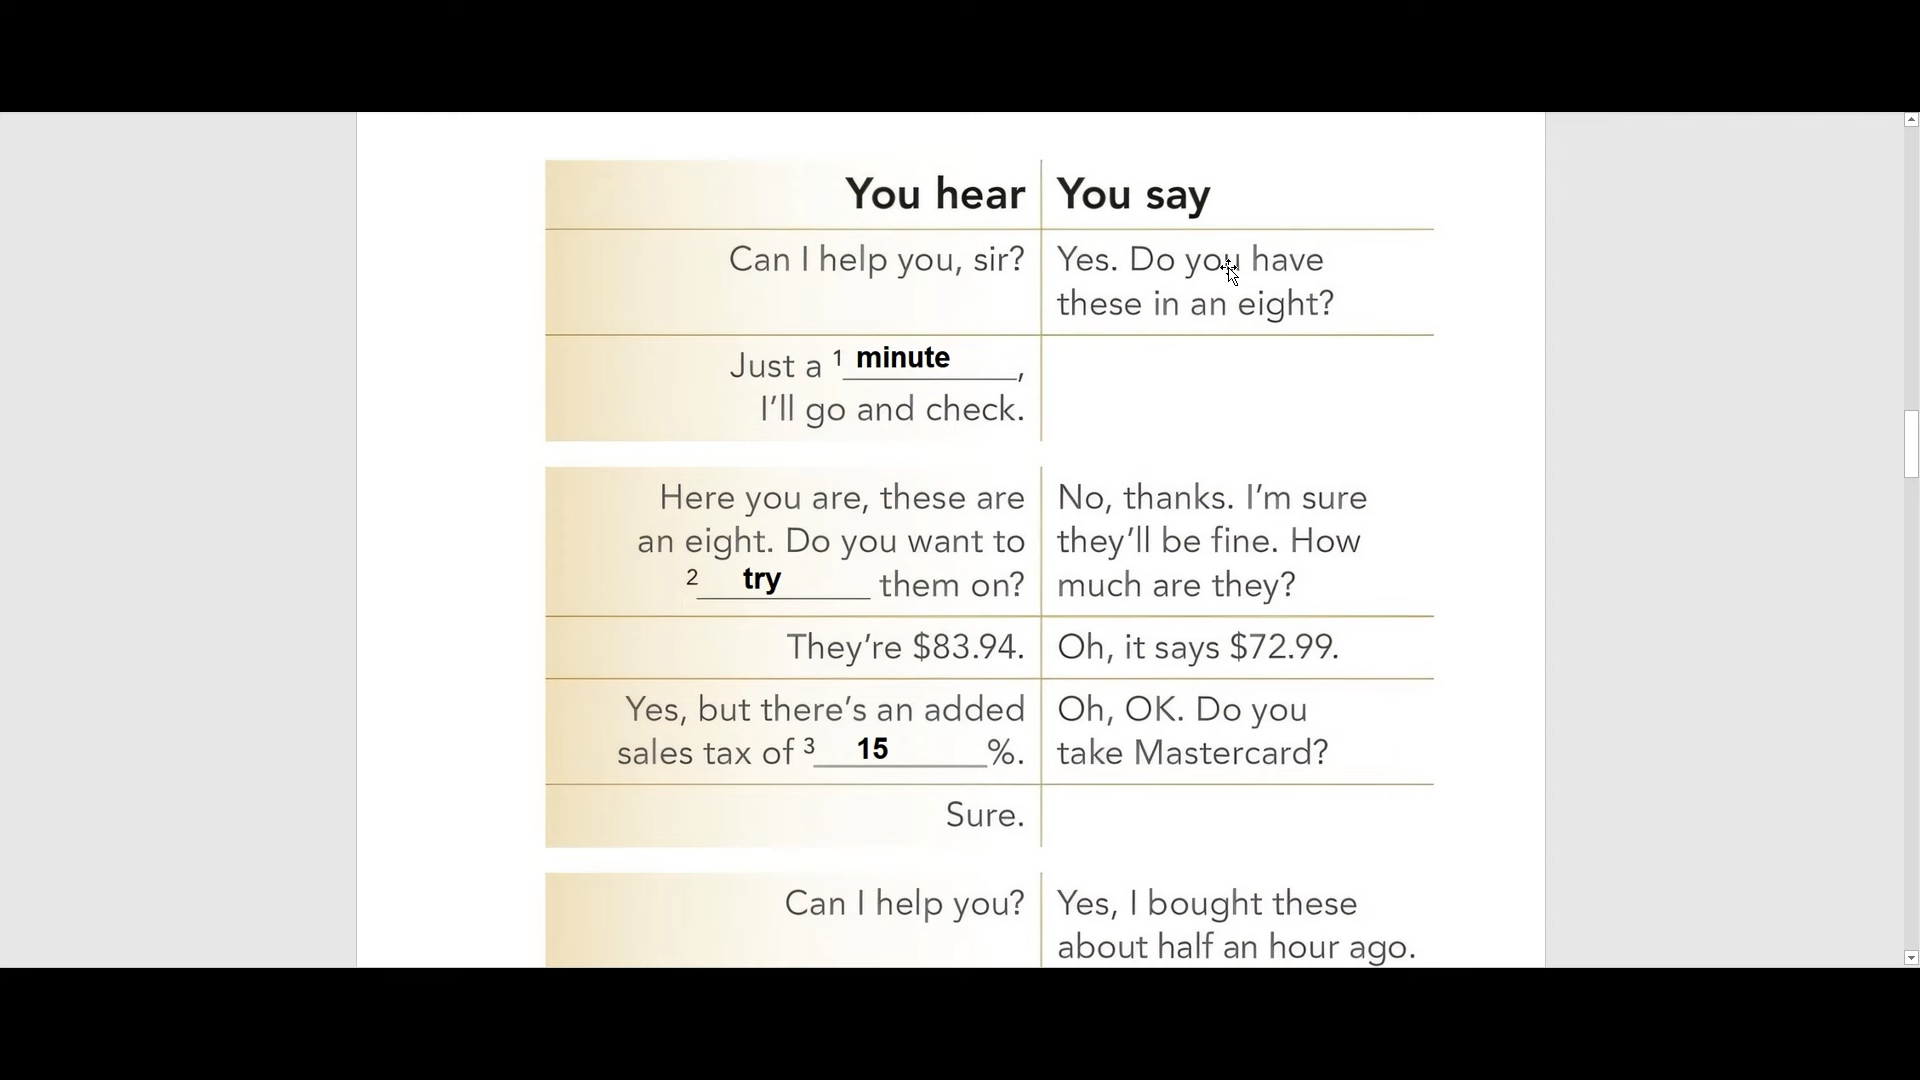 You hear
You say
Can I help you, sir?
Yes. Do you have
these in an eight?
Just a 1 minute,
I'll go and check.
Here you are, these are
an eight. Do you want to
2 try them on?
No, thanks. I'm sure
they'll be fine. How
much are they?
They're $83.94.
Oh, it says $72.99.
Yes, but there's an added
sales tax of 3 15 %.
Oh, OK. Do you
take Mastercard?
Sure.
Can I help you?
Yes, I bought these
about half an hour ago.